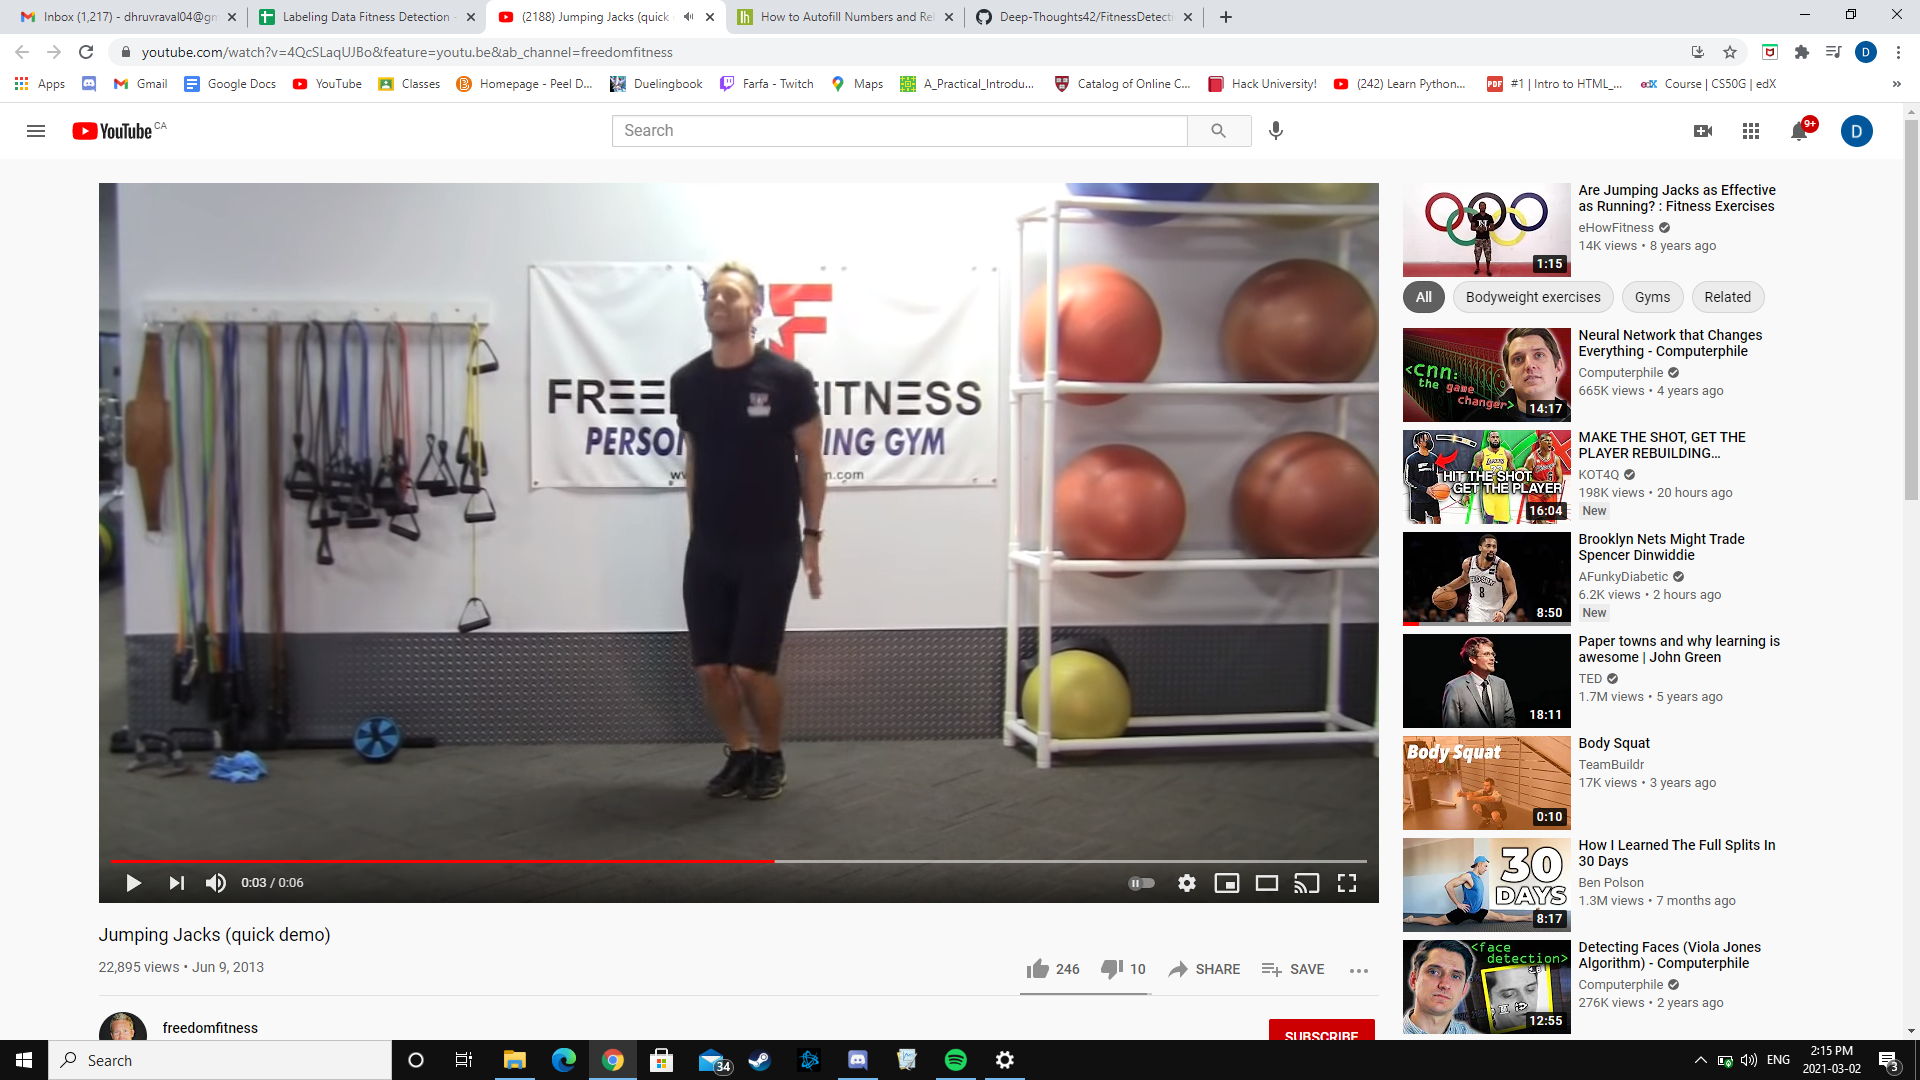 Inbox (1,217) - dhruvraval04@gm
Labeling Data Fitness Detection -
(2188) Jumping Jacks (quick
How to Autofill Numbers and Re
Deep-Thoughts42/FitnessDetecti
youtube.com/watch?v=4QcSLaqUJBo&feature=youtu.be&ab_channel=freedomfitness
D
Apps
Gmail
Google Docs
YouTube
Classes
Homepage - Peel D...
Duelingbook
Farfa - Twitch
Maps
A_Practical_Introdu...
Catalog of Online C...
Hack University!
(242) Learn Python...
#1 | Intro to HTML_...
Course | CS50G | edX
YouTube CA
Search
9+
D
F
FREE ITNESS
PERSO ING GYM
0:03 / 0:06
Jumping Jacks (quick demo)
22,895 views • Jun 9, 2013
246
10
SHARE
SAVE
freedomfitness
SUBSCRIBE
1:15
Are Jumping Jacks as Effective
as Running? : Fitness Exercises
eHowFitness
14K views • 8 years ago
All
Bodyweight exercises
Gyms
Related
<cnn:
the game
changer>
14:17
Neural Network that Changes
Everything - Computerphile
Computerphile
665K views • 4 years ago
HIT THE SHOT
GET THE PLAYER
16:04
MAKE THE SHOT, GET THE
PLAYER REBUILDING...
KOT4Q
198K views • 20 hours ago
New
8:50
Brooklyn Nets Might Trade
Spencer Dinwiddie
AFunkyDiabetic
6.2K views • 2 hours ago
New
18:11
Paper towns and why learning is
awesome | John Green
TED
1.7M views • 5 years ago
Body Squat
0:10
Body Squat
TeamBuildr
17K views • 3 years ago
30
DAYS
8:17
How I Learned The Full Splits In
30 Days
Ben Polson
1.3M views • 7 months ago
<face
detection>
12:55
Detecting Faces (Viola Jones
Algorithm) - Computerphile
Computerphile
276K views • 2 years ago
Search
34
ENG
2:15 PM
2021-03-02
3